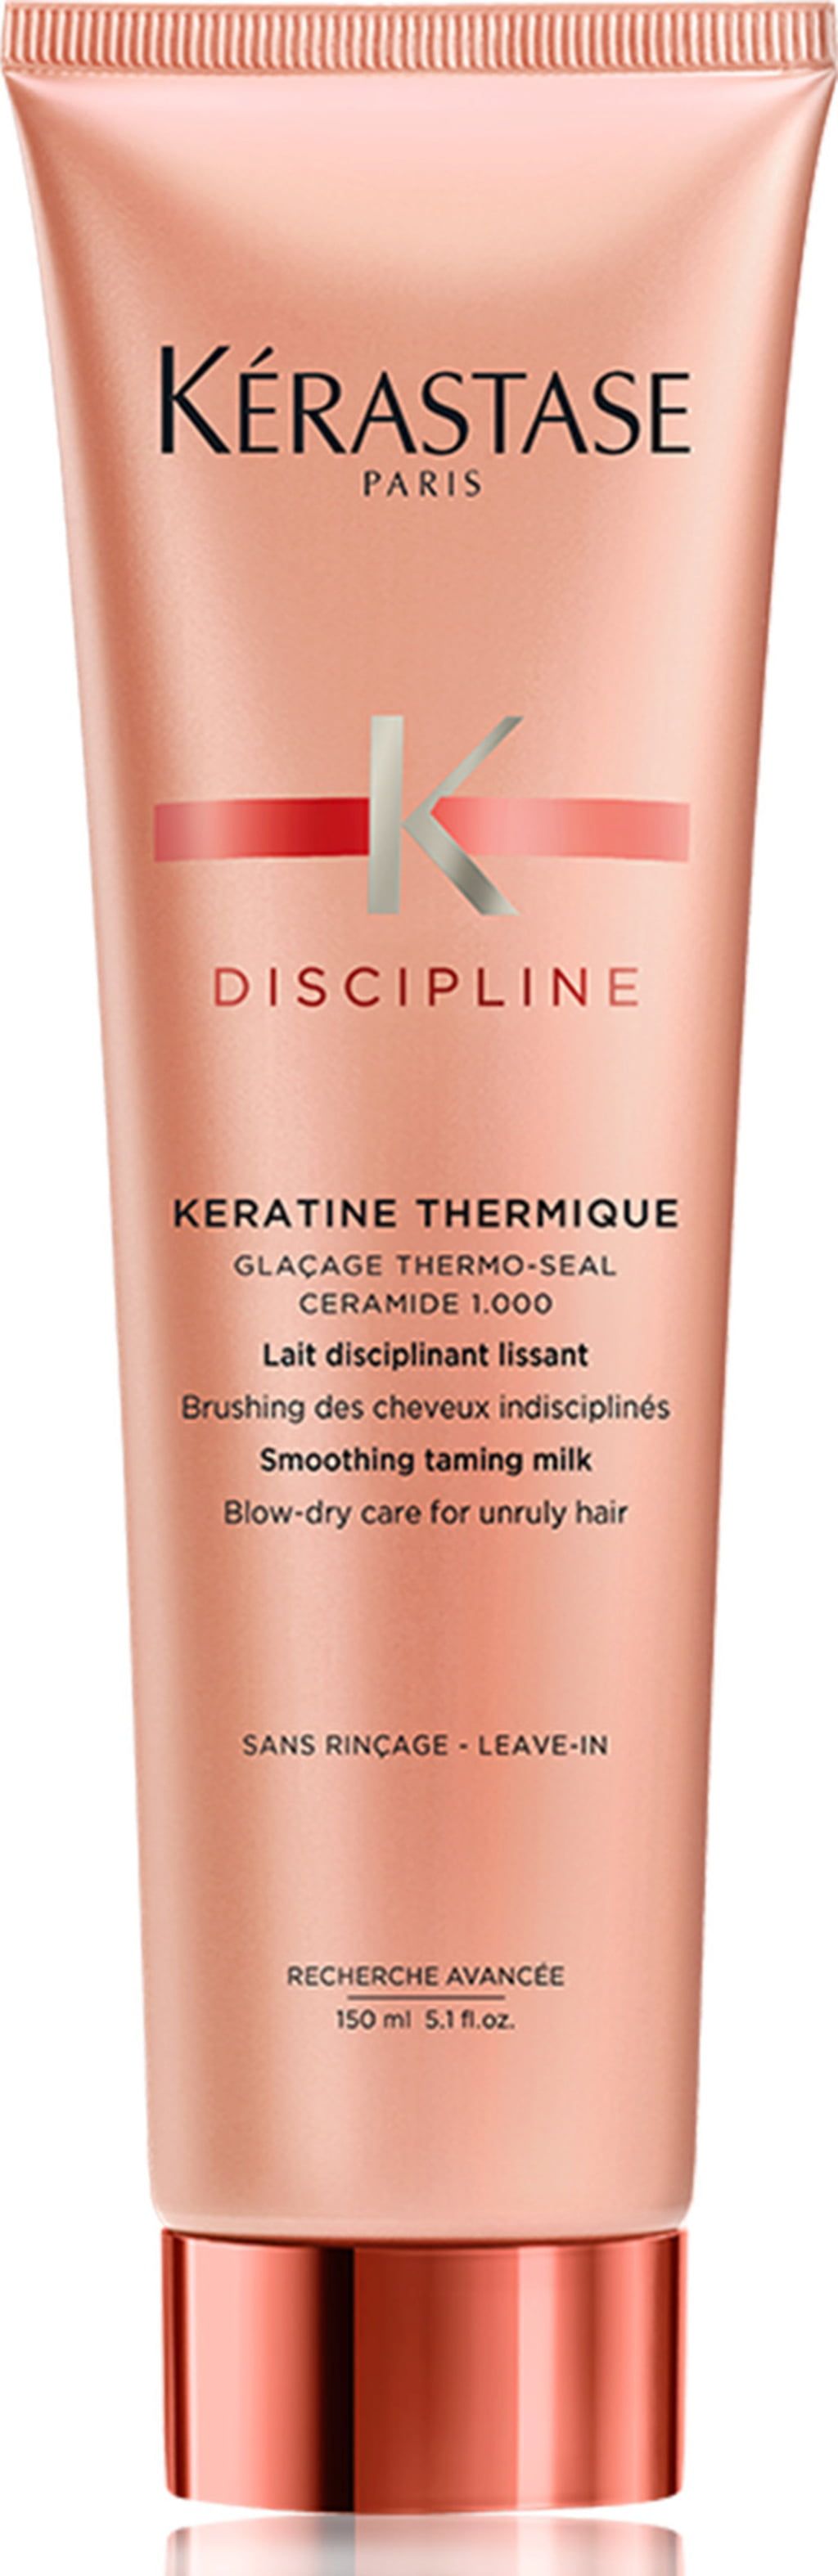 KÉRASTASE
PARIS
K
DISCIPLINE
KERATINE THERMIQUE
GLAÇAGE THERMO-SEAL
CERAMIDE 1.000
Lait disciplinant lissant
Brushing des cheveux indisciplinés
Smoothing taming milk
Blow-dry care for unruly hair
SANS RINÇAGE - LEAVE-IN
RECHERCHE AVANCÉE
150 ml 5.1 fl.oz.